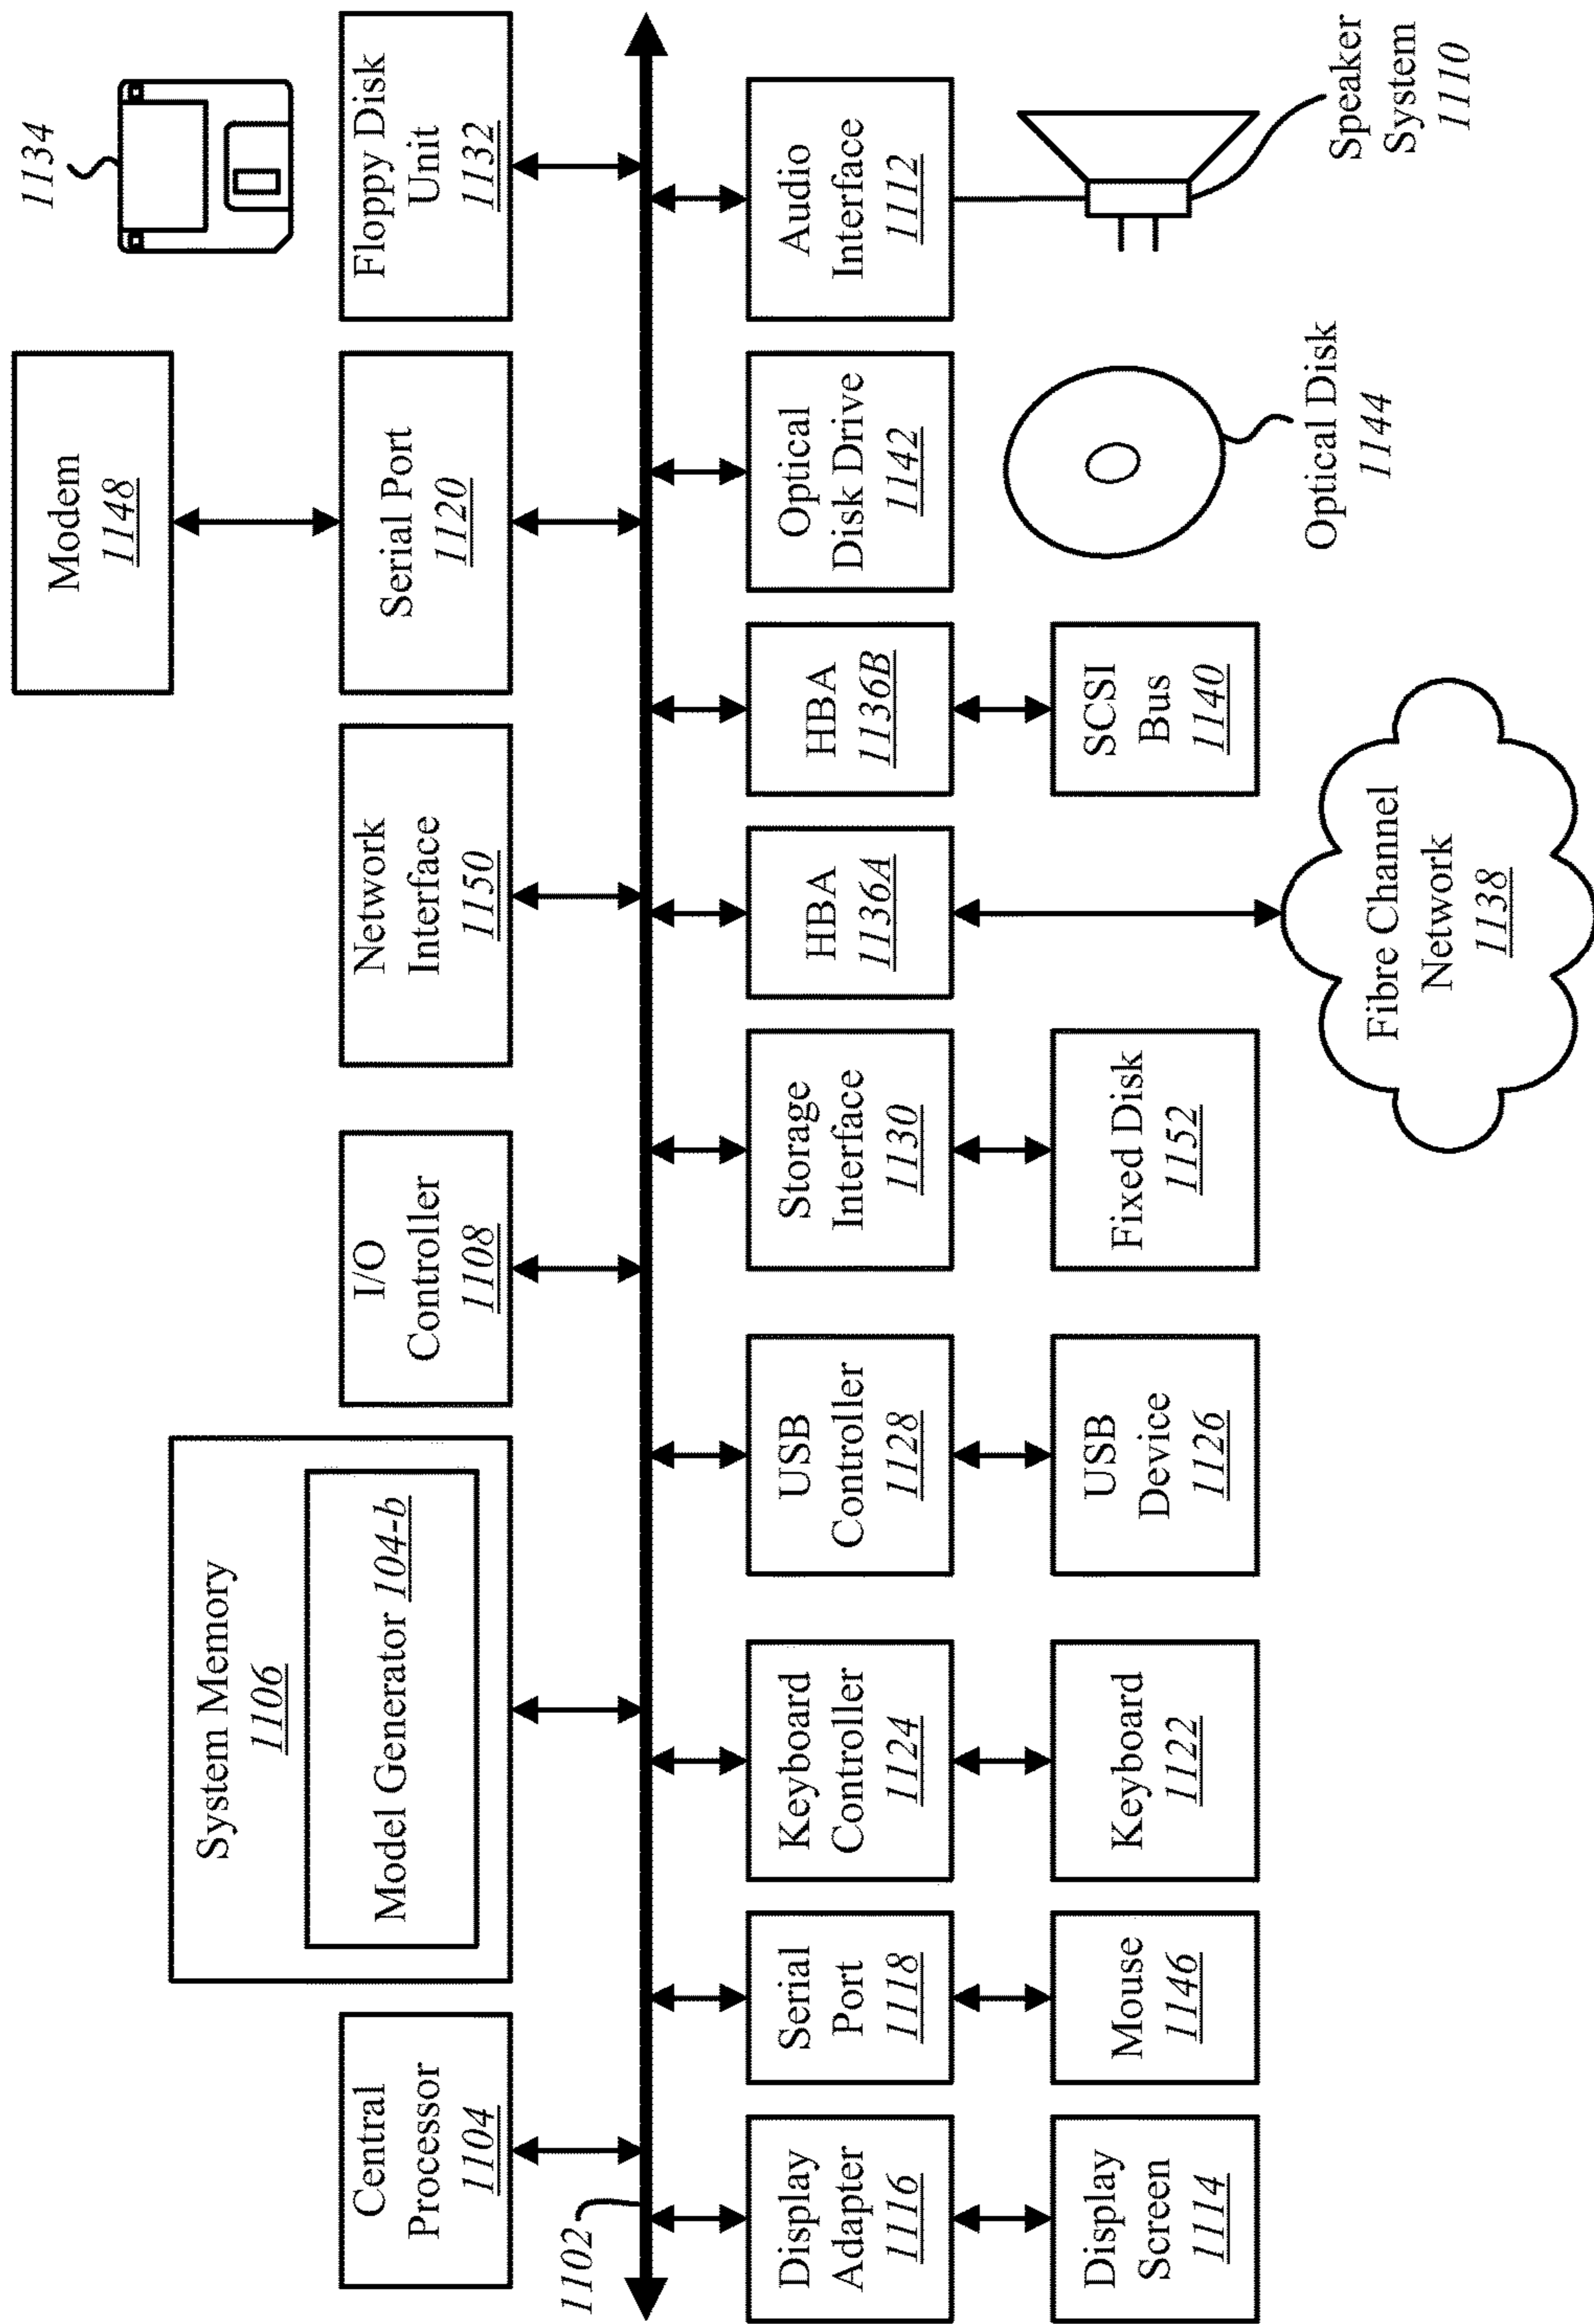 1134
Modem
1148
System Memory
1106
Model Generator 104-b
Central
Processor
1104
I/O
Controller
1108
Network
Interface
1150
Serial Port
1120
Floppy Disk
Unit
1132
1102
Display
Adapter
1116
Serial
Port
1118
Keyboard
Controller
1124
USB
Controller
1128
Storage
Interface
1130
HBA
1136A
HBA
1136B
Optical
Disk Drive
1142
Audio
Interface
1112
Display
Screen
1114
Mouse
1146
Keyboard
1122
USB
Device
1126
Fixed Disk
1152
SCSI
Bus
1140
Optical Disk
1144
Speaker
System
1110
Fibre Channel
Network
1138